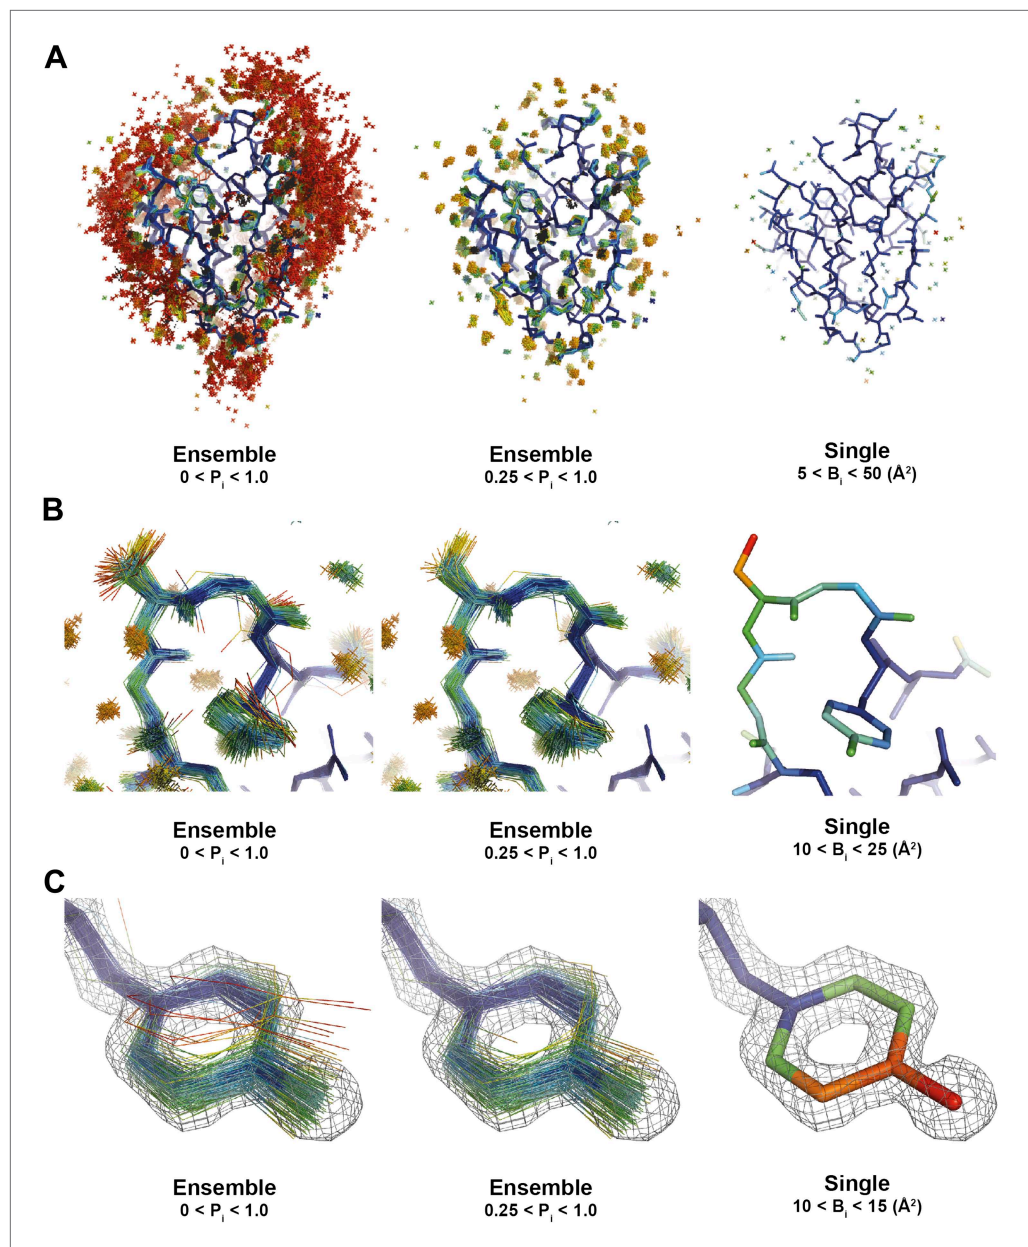 A
Ensemble Ensemble Single
0 < Pᵢ < 1.0 0.25 < Pᵢ < 1.0 5 < Bᵢ < 50 (Å²)
B
Ensemble Ensemble Single
0 < Pᵢ < 1.0 0.25 < Pᵢ < 1.0 10 < Bᵢ < 25 (Å²)
C
Ensemble Ensemble Single
0 < Pᵢ < 1.0 0.25 < Pᵢ < 1.0 10 < Bᵢ < 15 (Å²)